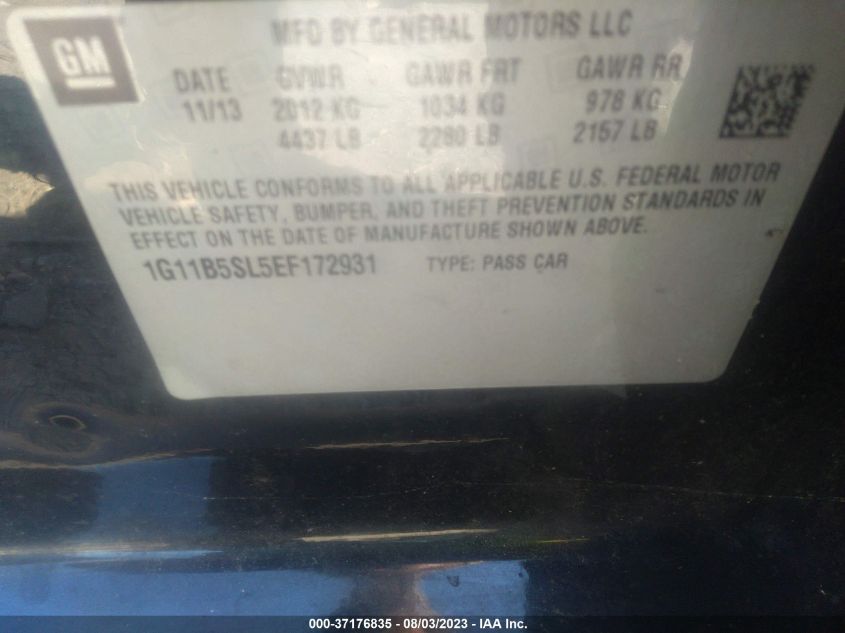 GM
MFD BY GENERAL MOTORS LLC
DATE GVWR GAWR FRT GAWR RR
11/13 2012 KG 1034 KG 978 KG
4437 LB 2280 LB 2157 LB
THIS VEHICLE CONFORMS TO ALL APPLICABLE U.S. FEDERAL MOTOR
VEHICLE SAFETY, BUMPER, AND THEFT PREVENTION STANDARDS IN
EFFECT ON THE DATE OF MANUFACTURE SHOWN ABOVE.
1G11B5SL5EF172931 TYPE: PASS CAR
000-37176835 - 08/03/2023 - IAA Inc.